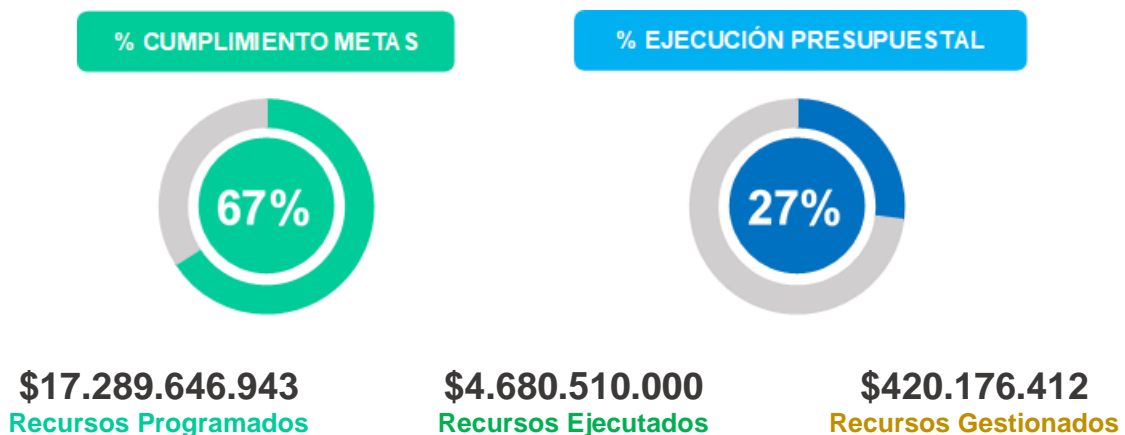 % CUMPLIMIENTO METAS
% EJECUCIÓN PRESUPUESTAL
67%
27%
$17.289.646.943
Recursos Programados
$4.680.510.000
Recursos Ejecutados
$420.176.412
Recursos Gestionados